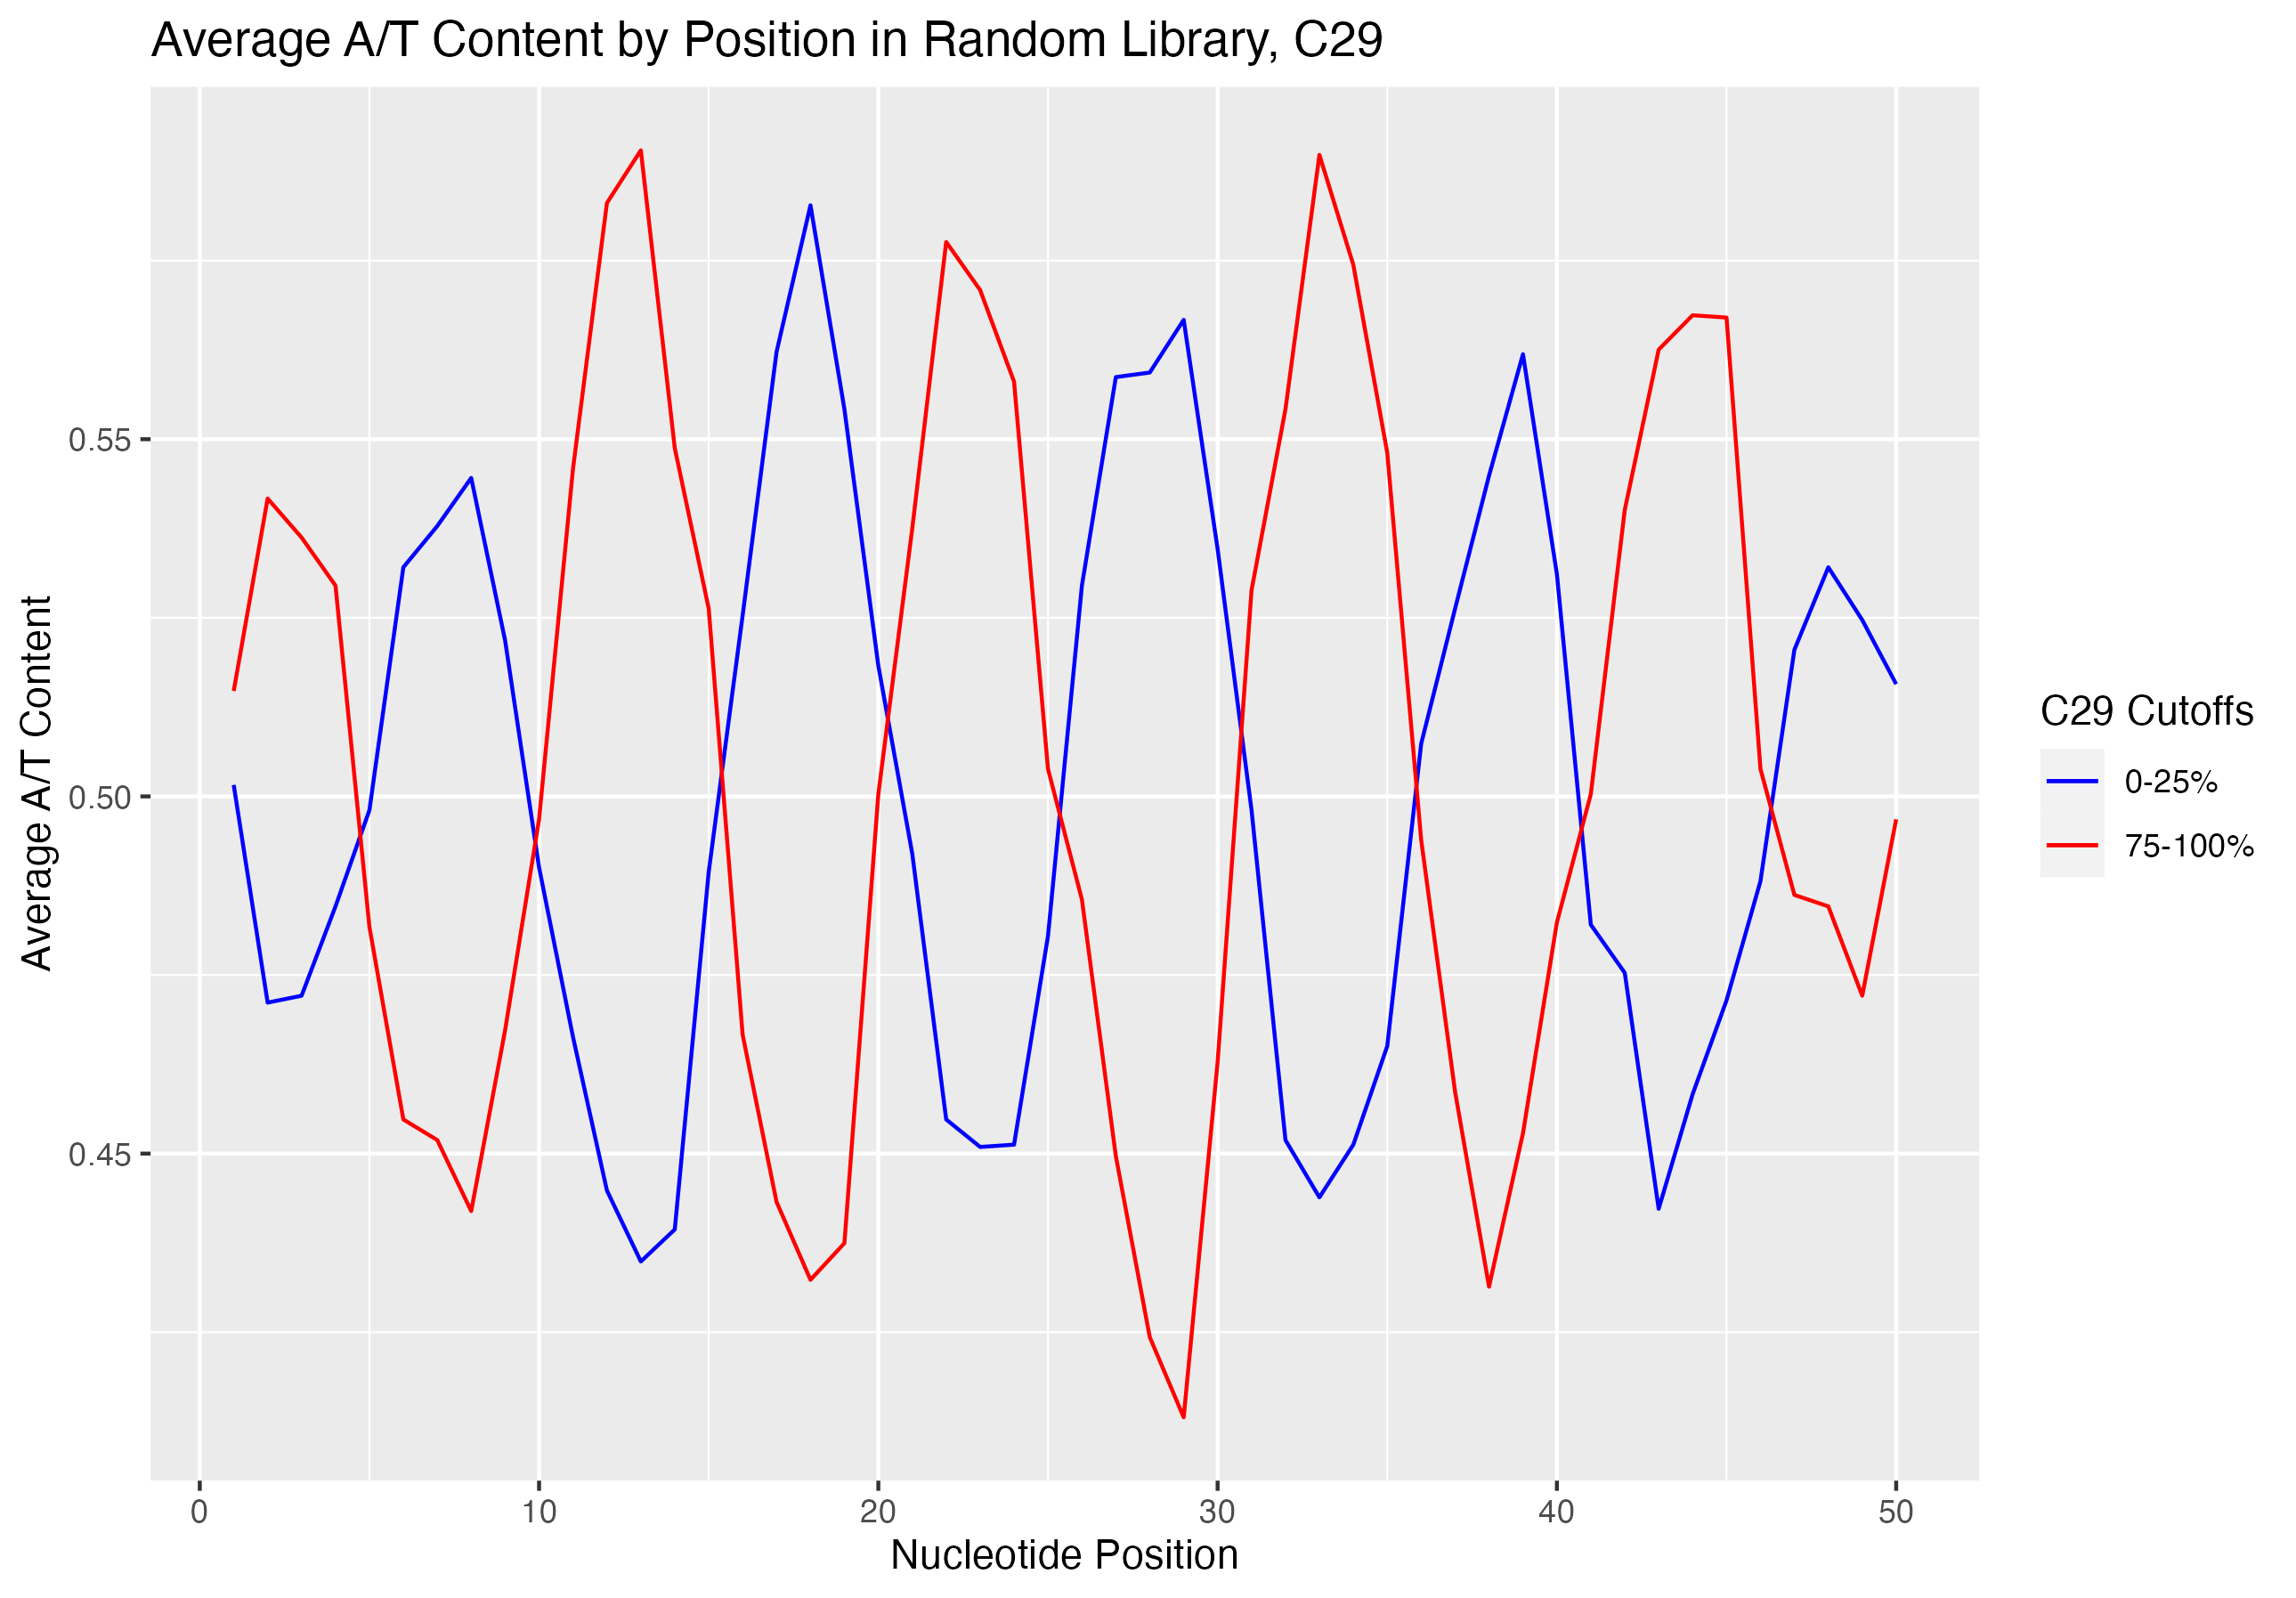 Average A/T Content by Position in Random Library, C29
Average A/T Content
0.55
0.50
0.45
0 10 20 30 40 50
Nucleotide Position
C29 Cutoffs
0-25%
75-100%